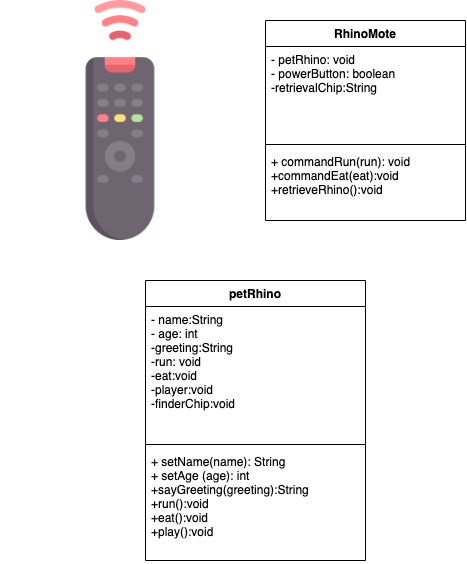 RhinoMote
- petRhino: void
- powerButton: boolean
-retrievalChip:String
+ commandRun(run): void
+commandEat(eat):void
+retrieveRhino():void
petRhino
- name:String
- age: int
-greeting:String
-run: void
-eat:void
-player:void
-finderChip:void
+ setName(name): String
+ setAge (age): int
+sayGreeting(greeting):String
+run():void
+eat():void
+play():void